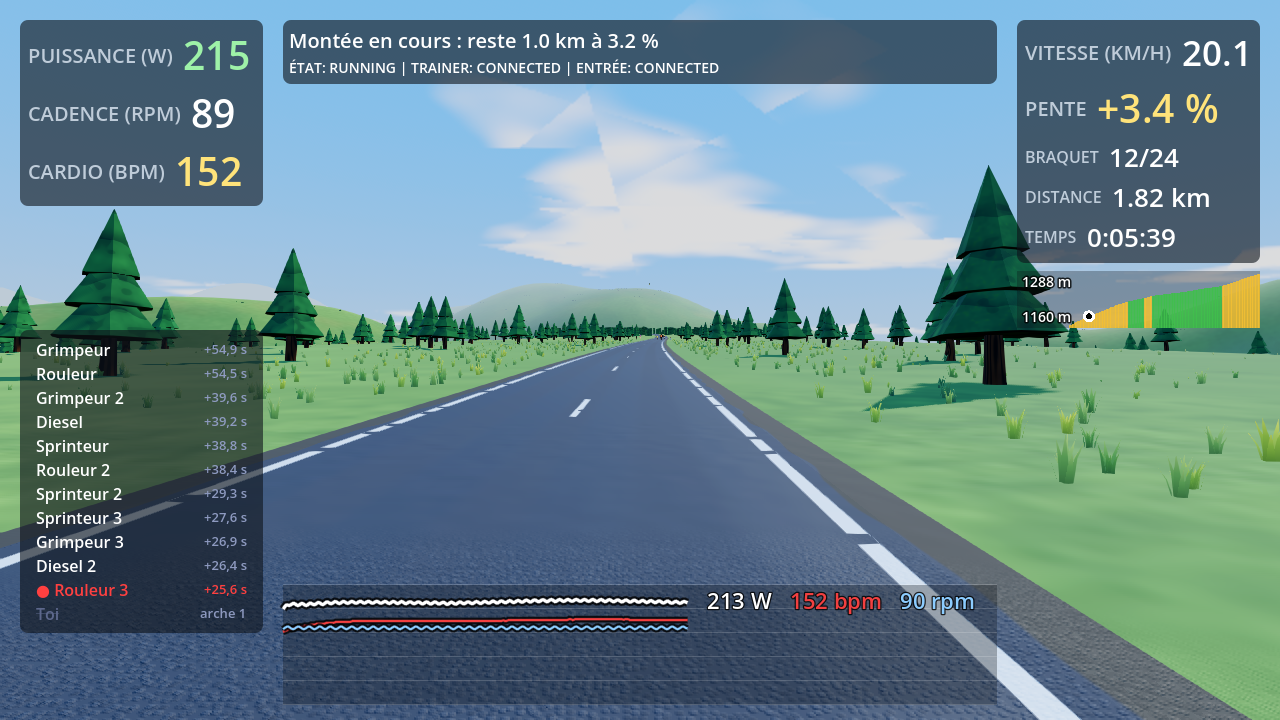 PUISSANCE (W) 215
CADENCE (RPM) 89
CARDIO (BPM) 152
Montée en cours : reste 1.0 km à 3.2 %
ÉTAT: RUNNING | TRAINER: CONNECTED | ENTRÉE: CONNECTED
VITESSE (KM/H) 20.1
PENTE +3.4 %
BRAQUET 12/24
DISTANCE 1.82 km
TEMPS 0:05:39
1288 m
1160 m
Grimpeur +54,9 s
Rouleur +54,5 s
Grimpeur 2 +39,6 s
Diesel +39,2 s
Sprinteur +38,8 s
Rouleur 2 +38,4 s
Sprinteur 2 +29,3 s
Sprinteur 3 +27,6 s
Grimpeur 3 +26,9 s
Diesel 2 +26,4 s
Rouleur 3 +25,6 s
Toi arche 1
213 W 152 bpm 90 rpm